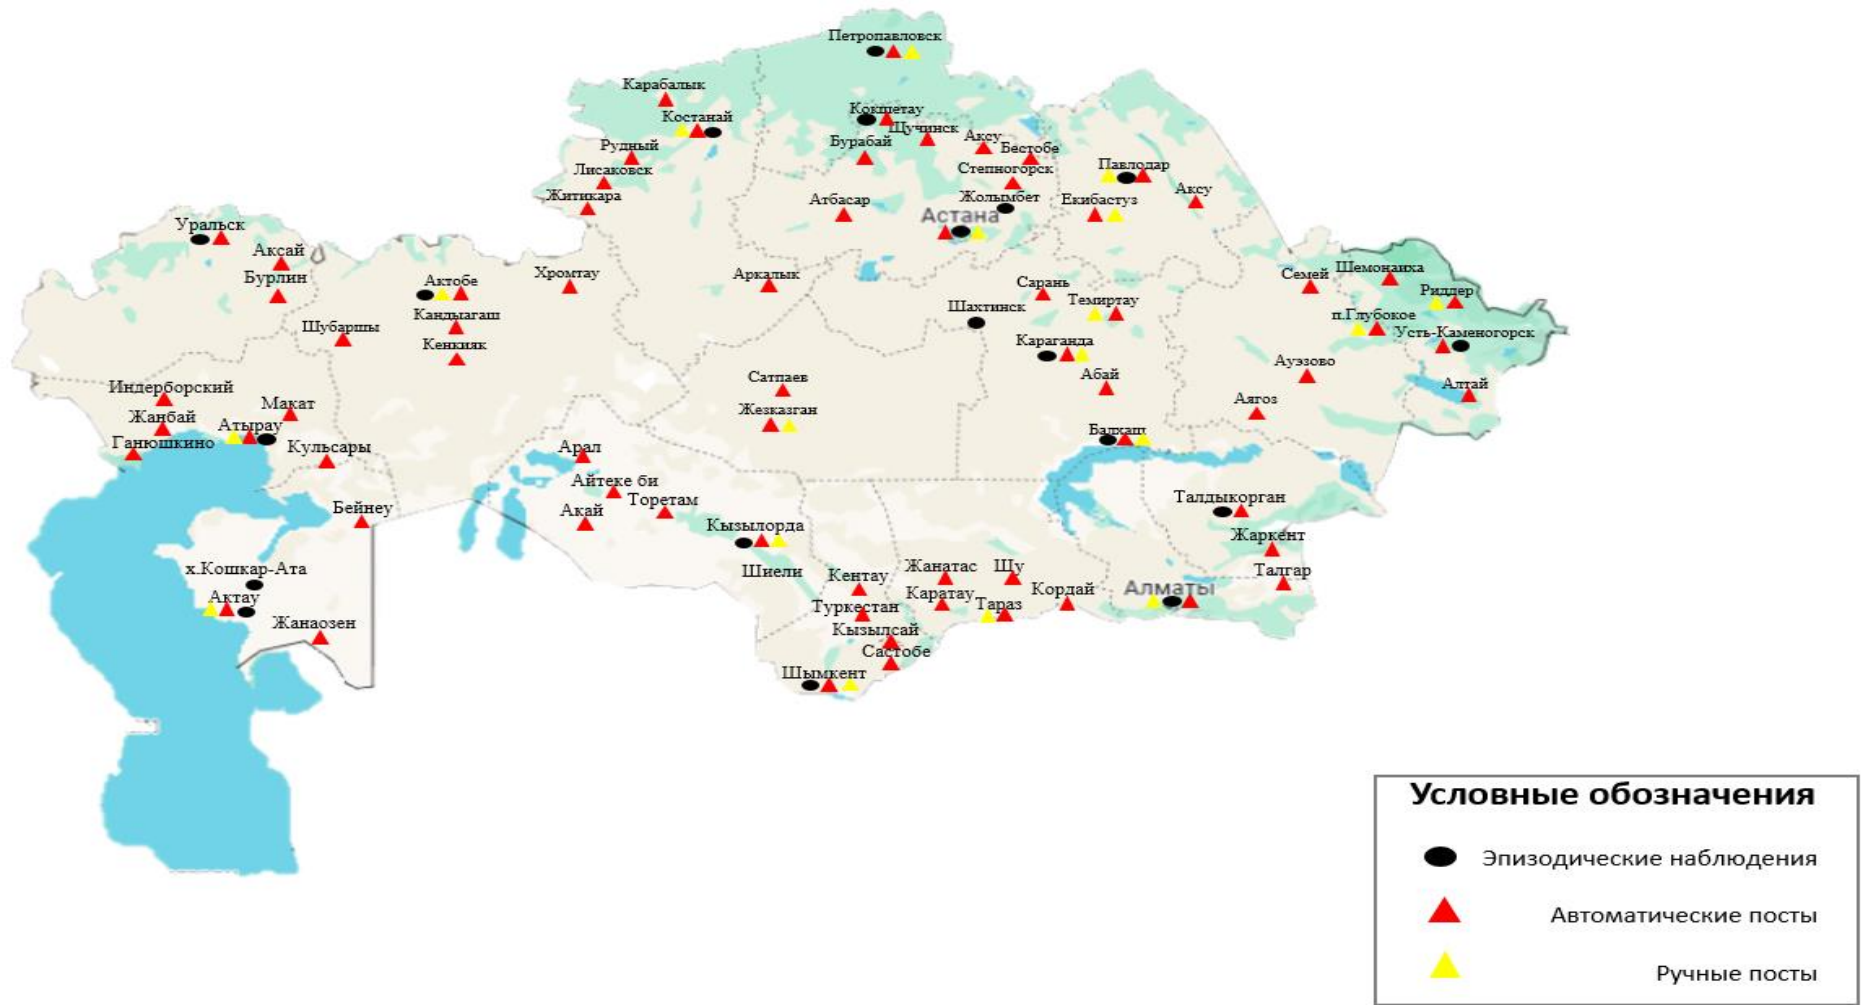 Петропавловск
Карабалык
Костанай
Кокшетау
Щучинск
Рудный
Бурабай
Аксу
Бестобе
Лисаковск
Степногорск
Павлодар
Житикара
Атбасар
Жолымбет
Екибастуз
Аксу
Астана
Уральск
Аксай
Бурлин
Актобе
Хромтау
Аркалык
Сарань
Семей
Шемонаиха
Риддер
Шахтинск
Темиртау
Кандыагаш
п.Глубокое
Шубаршы
Усть-Каменогорск
Кенкияк
Караганда
Ауэзово
Абай
Сатпаев
Индерборский
Алтай
Макат
Жезказган
Аягоз
Жанбай
Атырау
Балхаш
Ганюшкино
Кульсары
Арал
Айтеке би
Торетам
Талдыкорган
Бейнеу
Акай
Кызылорда
Жаркент
х.Кошкар-Ата
Шиели
Кентау
Жанатас
Шу
Талгар
Актау
Каратау
Кордай
Алматы
Туркестан
Тараз
Жанаозен
Кызылсай
Састобе
Шымкент
Условные обозначения
Эпизодические наблюдения
Автоматические посты
Ручные посты